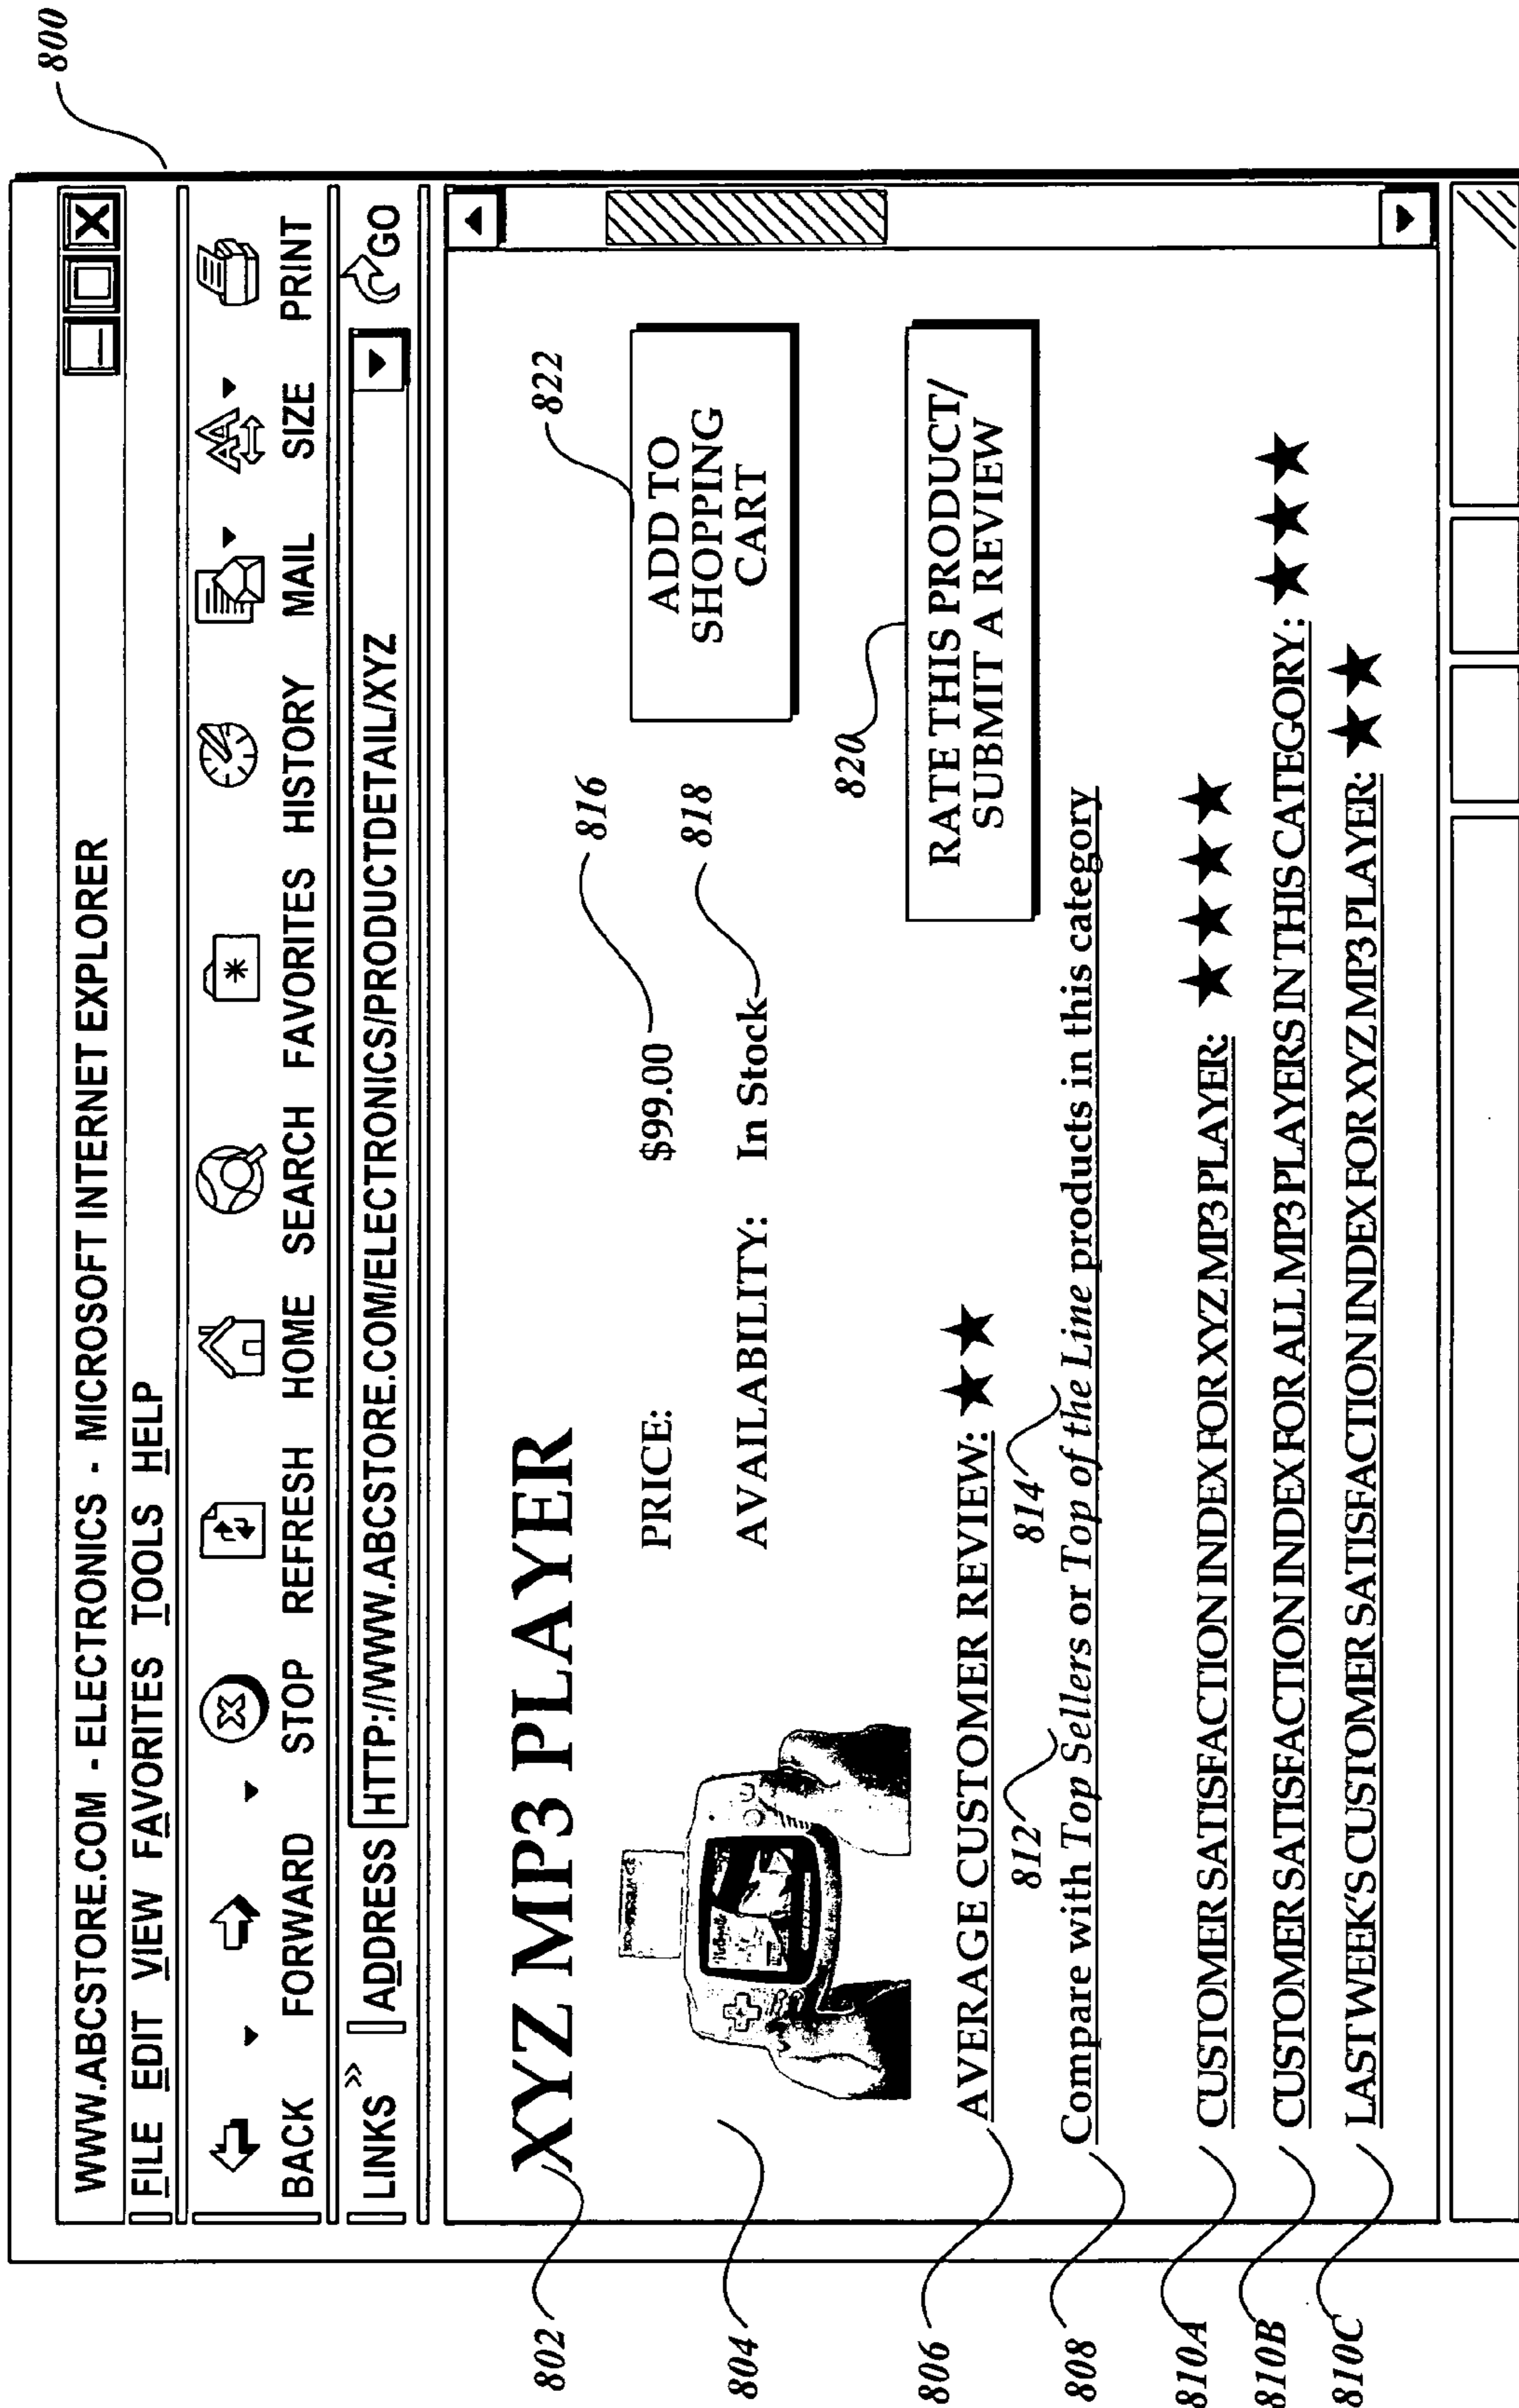 800
WWW.ABCSTORE.COM - ELECTRONICS - MICROSOFT INTERNET EXPLORER
FILE EDIT VIEW FAVORITES TOOLS HELP
BACK FORWARD STOP REFRESH HOME SEARCH FAVORITES HISTORY MAIL SIZE PRINT
LINKS » ADDRESS HTTP://WWW.ABCSTORE.COM/ELECTRONICS/PRODUCTDETAIL/XYZ GO
802
XYZ MP3 PLAYER
804
PRICE: $99.00
816
AVAILABILITY: In Stock
818
822
ADD TO
SHOPPING
CART
820
RATE THIS PRODUCT/
SUBMIT A REVIEW
806
AVERAGE CUSTOMER REVIEW: ★★
812
814
808
Compare with Top Sellers or Top of the Line products in this category
810A
CUSTOMER SATISFACTION INDEX FOR XYZ MP3 PLAYER: ★★★★
810B
CUSTOMER SATISFACTION INDEX FOR ALL MP3 PLAYERS IN THIS CATEGORY: ★★★
810C
LAST WEEK'S CUSTOMER SATISFACTION INDEX FOR XYZ MP3 PLAYER: ★★